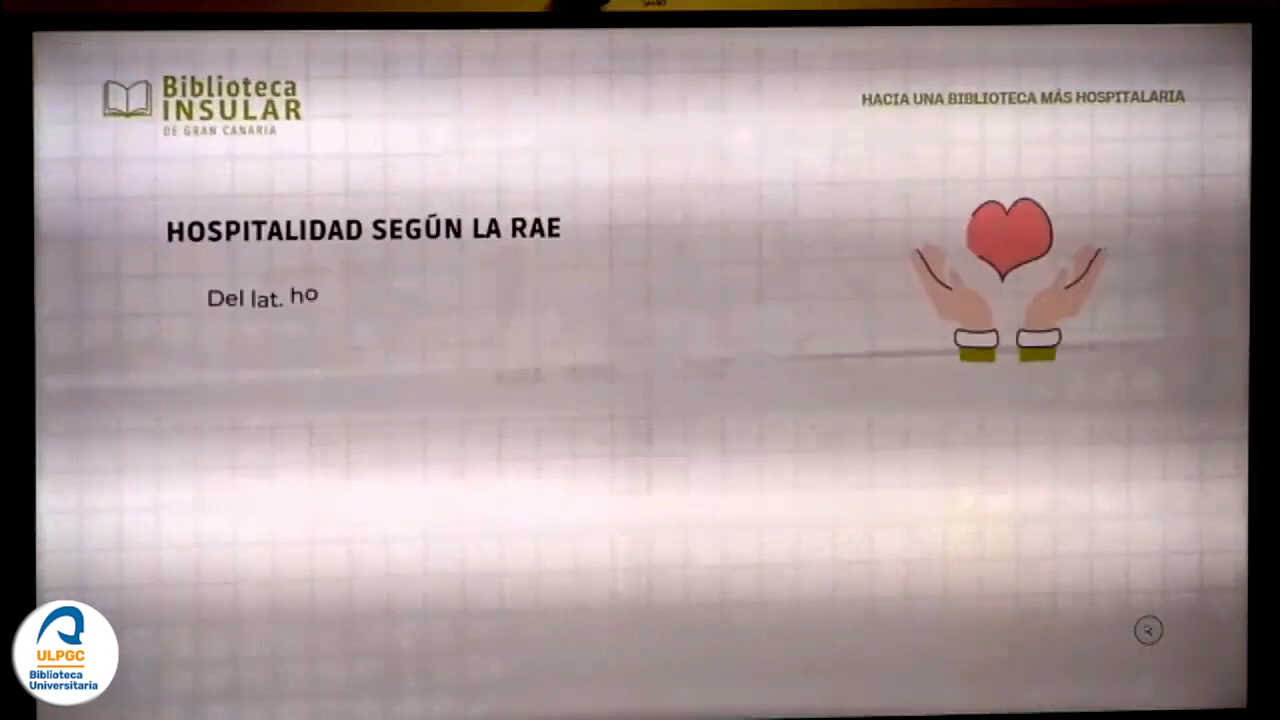 Biblioteca
INSULAR
DE GRAN CANARIA
HACIA UNA BIBLIOTECA MÁS HOSPITALARIA
HOSPITALIDAD SEGÚN LA RAE
Del lat. ho
ULPGC
Biblioteca
Universitaria